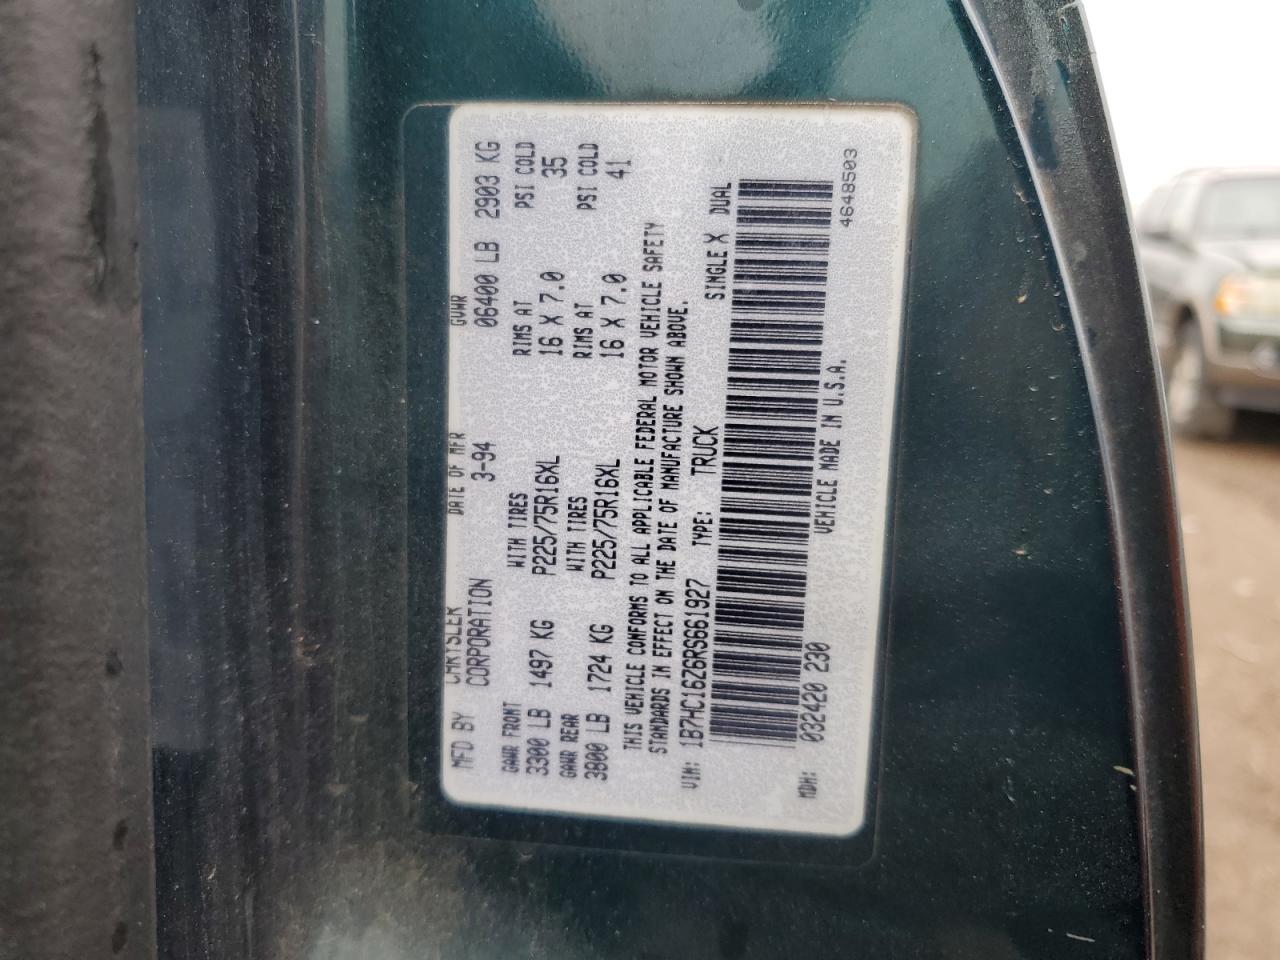 MFD BY CHRYSLER CORPORATION DATE OF MFR 3-94 GVWR 06400 LB 2903 KG
GAWR FRONT WITH TIRES RIMS AT PSI COLD
3300 LB 1497 KG P225/75R16XL 16 X 7.0 35
GAWR REAR WITH TIRES RIMS AT PSI COLD
3800 LB 1724 KG P225/75R16XL 16 X 7.0 41
THIS VEHICLE CONFORMS TO ALL APPLICABLE FEDERAL MOTOR VEHICLE SAFETY
STANDARDS IN EFFECT ON THE DATE OF MANUFACTURE SHOWN ABOVE.
VIN: 1B7HC16Z6RS661927 TYPE: TRUCK SINGLE X DUAL
MDH: 032420 230 VEHICLE MADE IN U.S.A.
4648503